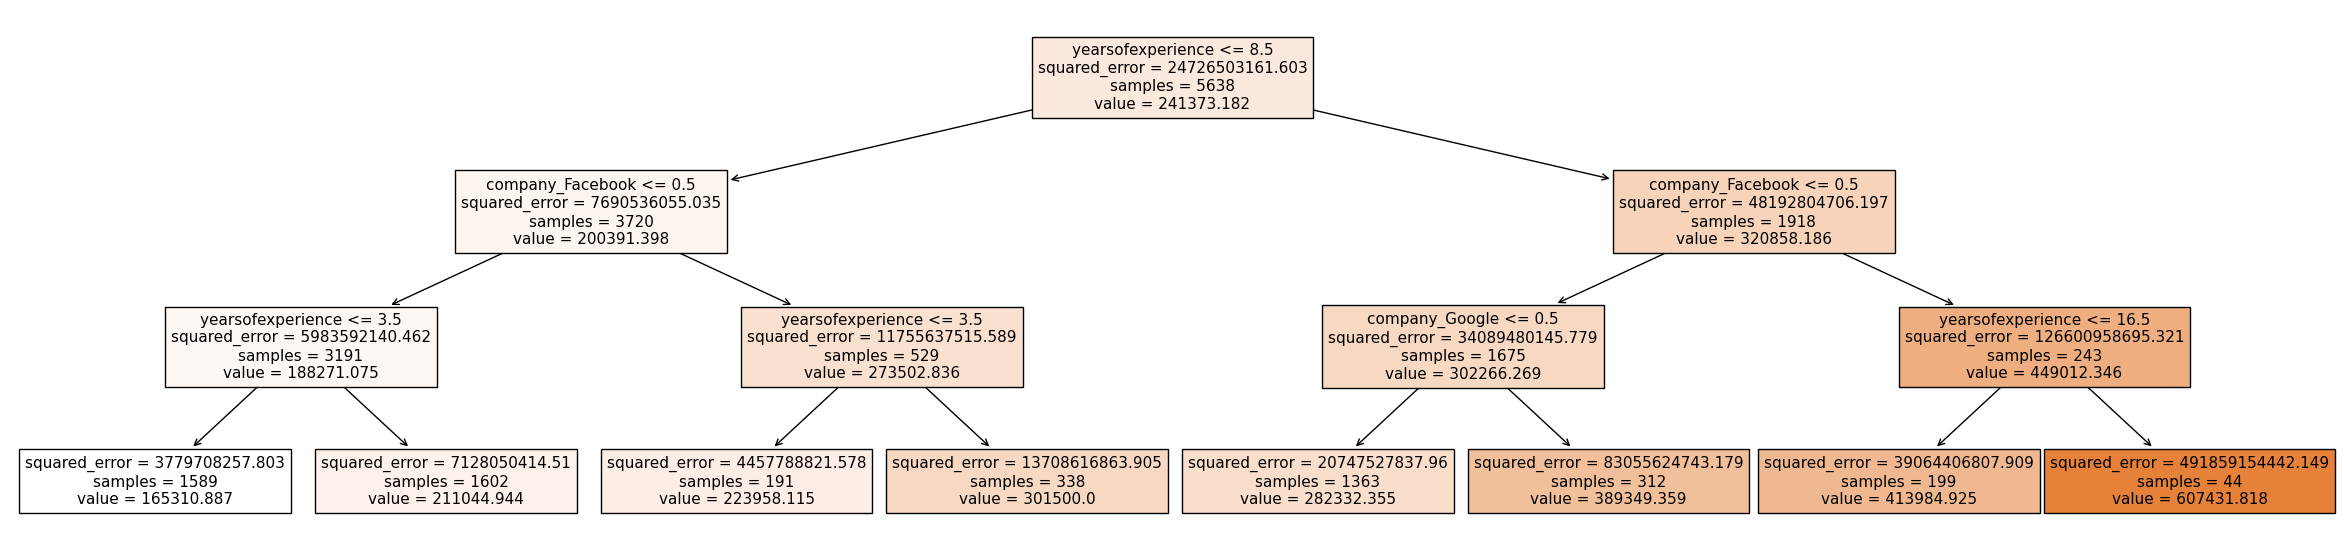 yearsofexperience <= 8.5
squared_error = 24726503161.603
samples = 5638
value = 241373.182
company_Facebook <= 0.5
squared_error = 7690536055.035
samples = 3720
value = 200391.398
company_Facebook <= 0.5
squared_error = 48192804706.197
samples = 1918
value = 320858.186
yearsofexperience <= 3.5
squared_error = 5983592140.462
samples = 3191
value = 188271.075
yearsofexperience <= 3.5
squared_error = 11755637515.589
samples = 529
value = 273502.836
company_Google <= 0.5
squared_error = 34089480145.779
samples = 1675
value = 302266.269
yearsofexperience <= 16.5
squared_error = 126600958695.321
samples = 243
value = 449012.346
squared_error = 3779708257.803
samples = 1589
value = 165310.887
squared_error = 7128050414.51
samples = 1602
value = 211044.944
squared_error = 4457788821.578
samples = 191
value = 223958.115
squared_error = 13708616863.905
samples = 338
value = 301500.0
squared_error = 20747527837.96
samples = 1363
value = 282332.355
squared_error = 83055624743.179
samples = 312
value = 389349.359
squared_error = 39064406807.909
samples = 199
value = 413984.925
squared_error = 491859154442.149
samples = 44
value = 607431.818